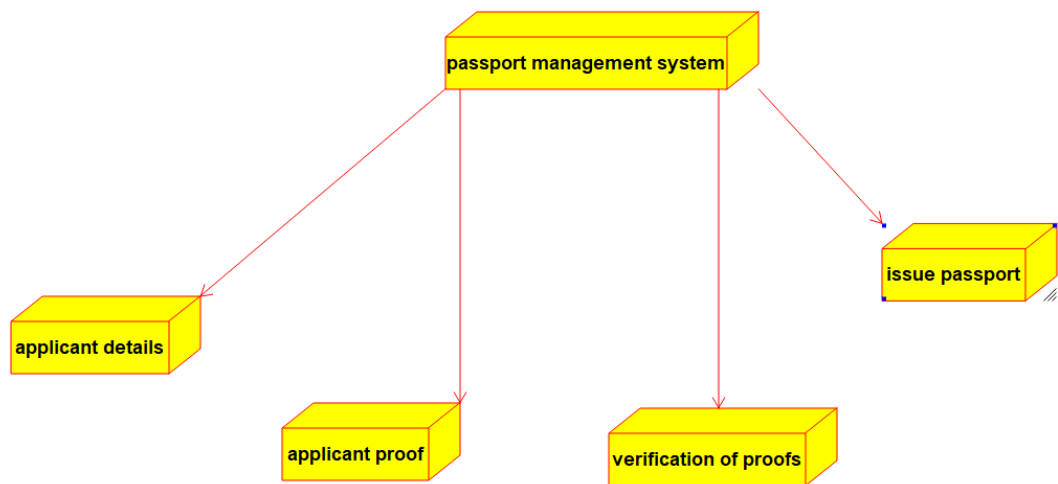 passport management system
issue passport
applicant details
applicant proof
verification of proofs